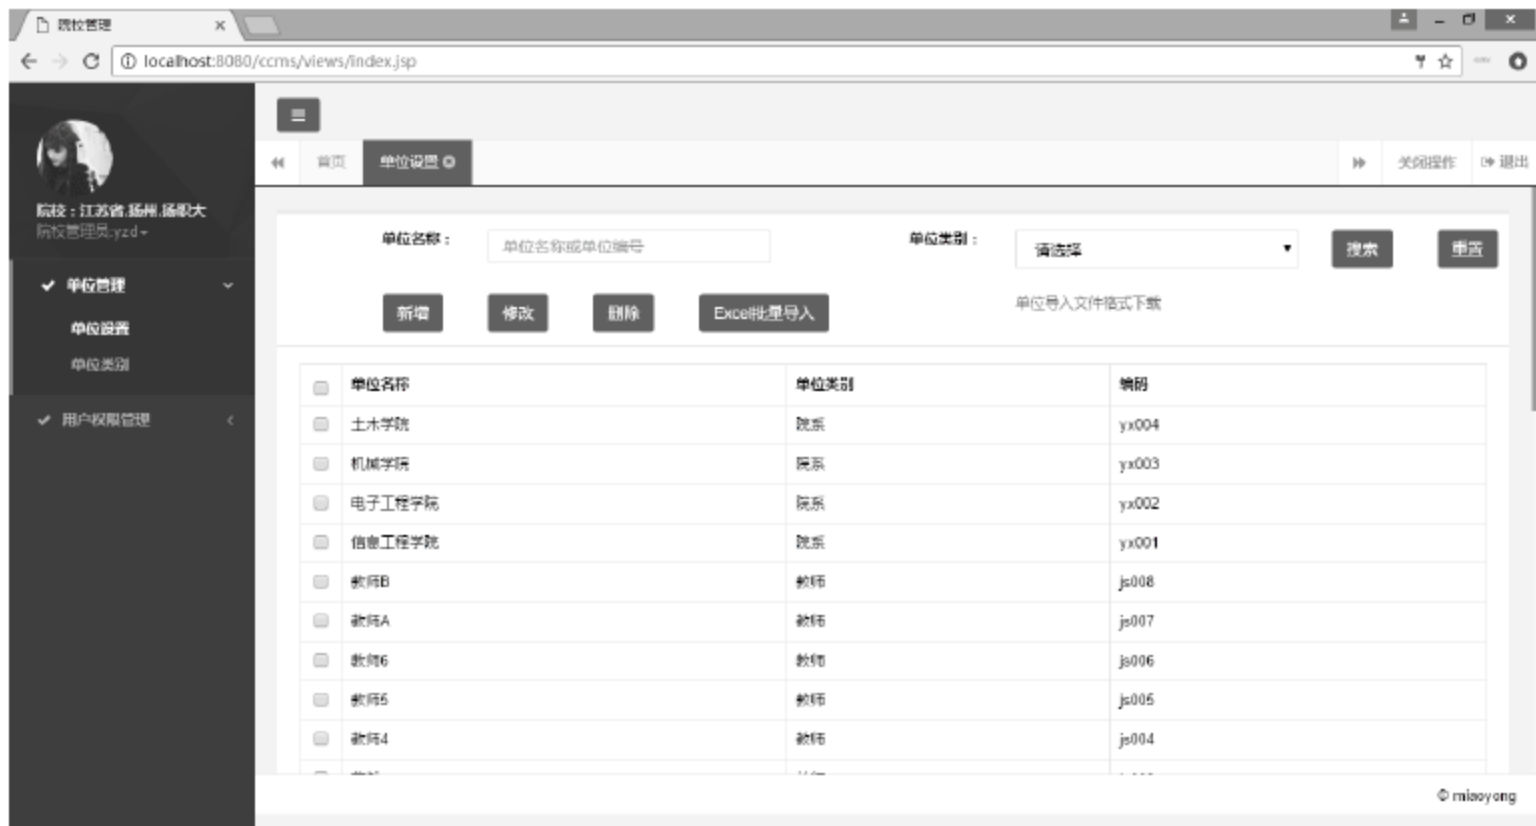 院校管理
localhost:8080/ccms/views/index.jsp
院校：江苏省.扬州.扬职大
院校管理员:yzd
首页 单位设置 关闭操作 退出
单位管理
单位设置
单位类别
用户权限管理
单位名称： 单位名称或单位编号 单位类别： 请选择 搜索 重置
新增 修改 删除 Excel批量导入 单位导入文件格式下载
单位名称 单位类别 编码
土木学院 院系 yx004
机械学院 院系 yx003
电子工程学院 院系 yx002
信息工程学院 院系 yx001
教师B 教师 js008
教师A 教师 js007
教师6 教师 js006
教师5 教师 js005
教师4 教师 js004
© miaoyong